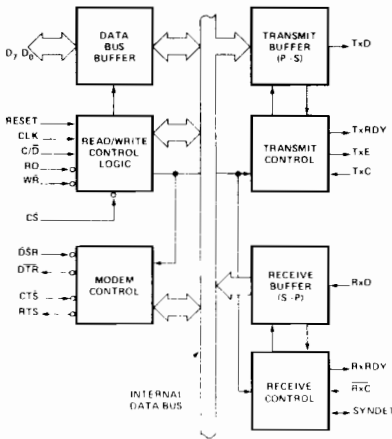 D7 D0
DATA
BUS
BUFFER
TRANSMIT
BUFFER
(P-S)
TxD
RESET
CLK
C/D̅
RD
WR
CS
READ/WRITE
CONTROL
LOGIC
TRANSMIT
CONTROL
TxRDY
TxE
TxC
DSR
DTR
CTS
RTS
MODEM
CONTROL
RECEIVE
BUFFER
(S-P)
RxD
INTERNAL
DATA BUS
RECEIVE
CONTROL
RxRDY
R̅x̅C̅
SYNDET